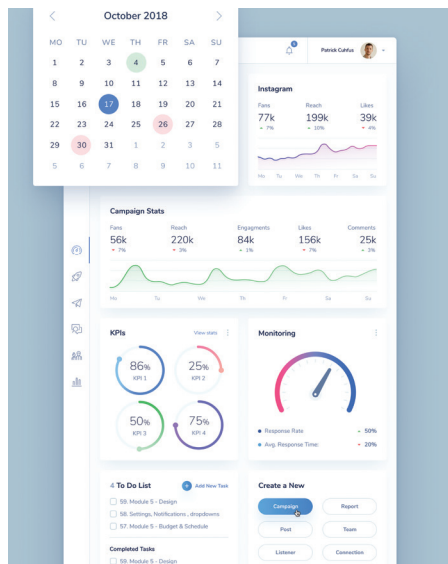 October 2018
MO TU WE TH FR SA SU
1 2 3 4 5 6 7
8 9 10 11 12 13 14
15 16 17 18 19 20 21
22 23 24 25 26 27 28
29 30 31 1 2 3 5
5 6 7 8 9 10 11
Patrick Cuhfus
Instagram
Fans Reach Likes
77k 199k 39k
7% 10% 4%
Mo Tu We Th Fr Sa Su
Campaign Stats
Fans Reach Engagments Likes Comments
56k 220k 84k 156k 25k
7% 3% 1% 7% 3%
Mo Tu We Th Fr Sa Su
KPIs View stats
86% KPI 1
25% KPI 2
50% KPI 3
75% KPI 4
Monitoring
Response Rate 50%
Avg. Response Time: 20%
4 To Do List Add New Task
59. Module 5 - Design
58. Settings, Notifications , dropdowns
57. Module 5 - Budget & Schedule
Completed Tasks
59. Module 5 - Design
Create a New
Campaign Report
Post Team
Listener Connection